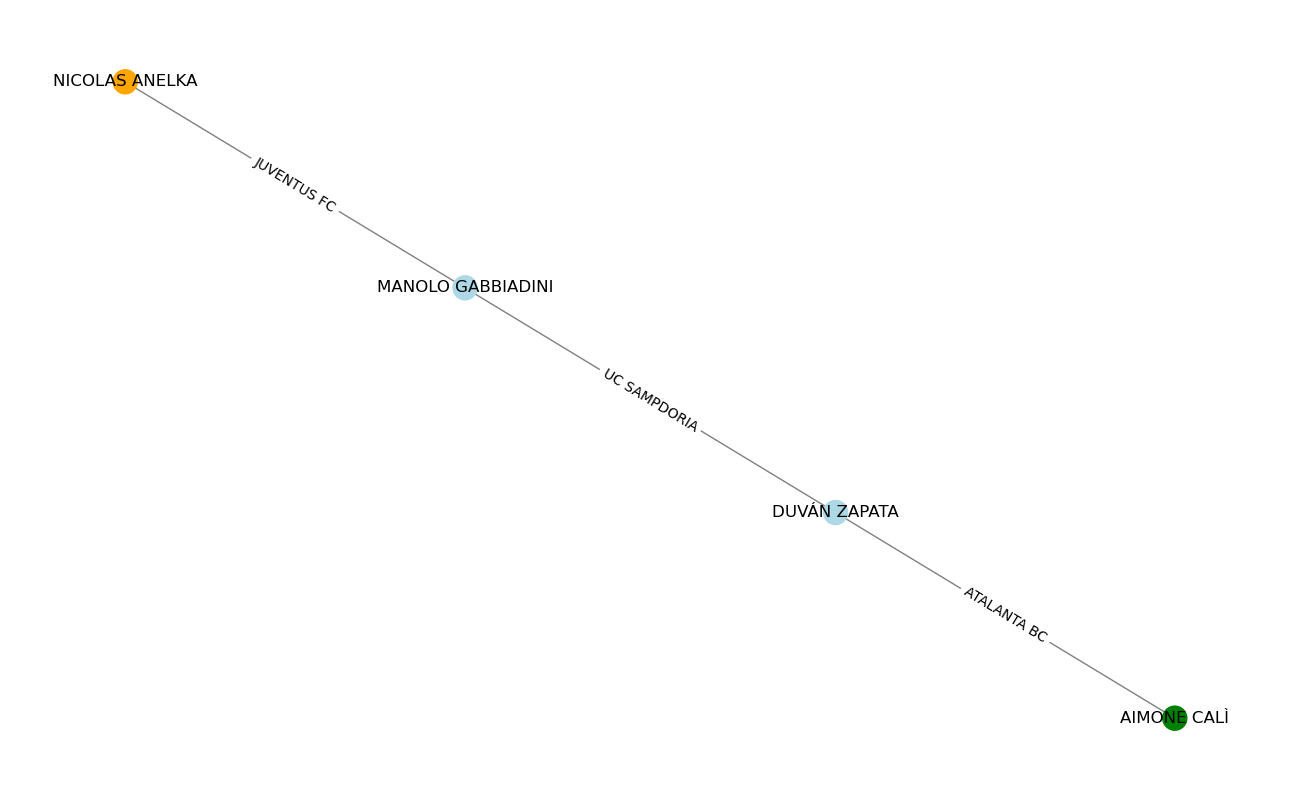 NICOLAS ANELKA
JUVENTUS FC
MANOLO GABBIADINI
UC SAMPDORIA
DUVÁN ZAPATA
ATALANTA BC
AIMONE CALÌ